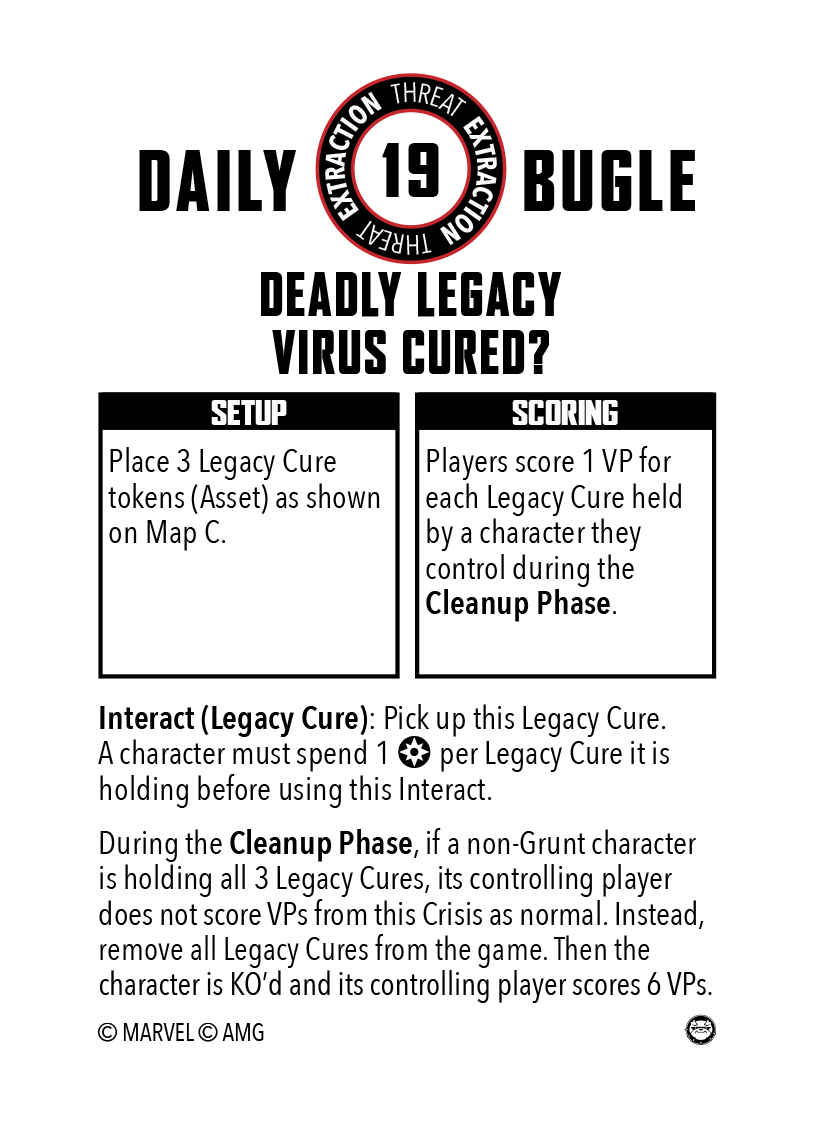 DAILY 19 BUGLE
THREAT EXTRACTION THREAT EXTRACTION
DEADLY LEGACY
VIRUS CURED?
SETUP
Place 3 Legacy Cure
tokens (Asset) as shown
on Map C.
SCORING
Players score 1 VP for
each Legacy Cure held
by a character they
control during the
Cleanup Phase.
Interact (Legacy Cure): Pick up this Legacy Cure.
A character must spend 1 per Legacy Cure it is
holding before using this Interact.
During the Cleanup Phase, if a non-Grunt character
is holding all 3 Legacy Cures, its controlling player
does not score VPs from this Crisis as normal. Instead,
remove all Legacy Cures from the game. Then the
character is KO’d and its controlling player scores 6 VPs.
© MARVEL © AMG